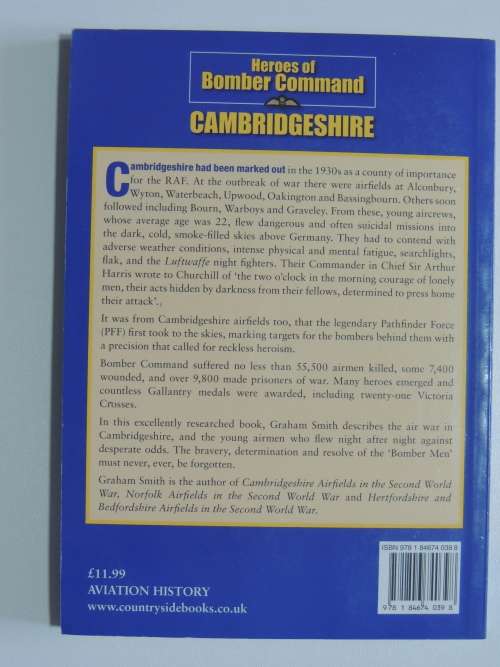 Heroes of
Bomber Command
CAMBRIDGESHIRE
Cambridgeshire had been marked out in the 1930s as a county of importance
for the RAF. At the outbreak of war there were airfields at Alconbury,
Wyton, Waterbeach, Upwood, Oakington and Bassingbourn. Others soon
followed including Bourn, Warboys and Graveley. From these, young aircrews,
whose average age was 22, flew dangerous and often suicidal missions into
the dark, cold, smoke-filled skies above Germany. They had to contend with
adverse weather conditions, intense physical and mental fatigue, searchlights,
flak, and the Luftwaffe night fighters. Their Commander in Chief Sir Arthur
Harris wrote to Churchill of ‘the two o'clock in the morning courage of lonely
men, their acts hidden by darkness from their fellows, determined to press home
their attack’.,
It was from Cambridgeshire airfields too, that the legendary Pathfinder Force
(PFF) first took to the skies, marking targets for the bombers behind them with
a precision that called for reckless heroism.
Bomber Command suffered no less than 55,500 airmen killed, some 7,400
wounded, and over 9,800 made prisoners of war. Many heroes emerged and
countless Gallantry medals were awarded, including twenty-one Victoria
Crosses.
In this excellently researched book, Graham Smith describes the air war in
Cambridgeshire, and the young airmen who flew night after night against
desperate odds. The bravery, determination and resolve of the ‘Bomber Men’
must never, ever, be forgotten.
Graham Smith is the author of Cambridgeshire Airfields in the Second World
War, Norfolk Airfields in the Second World War and Hertfordshire and
Bedfordshire Airfields in the Second World War.
£11.99
AVIATION HISTORY
www.countrysidebooks.co.uk
ISBN 978 1 84674 039 8
9 781846 740398